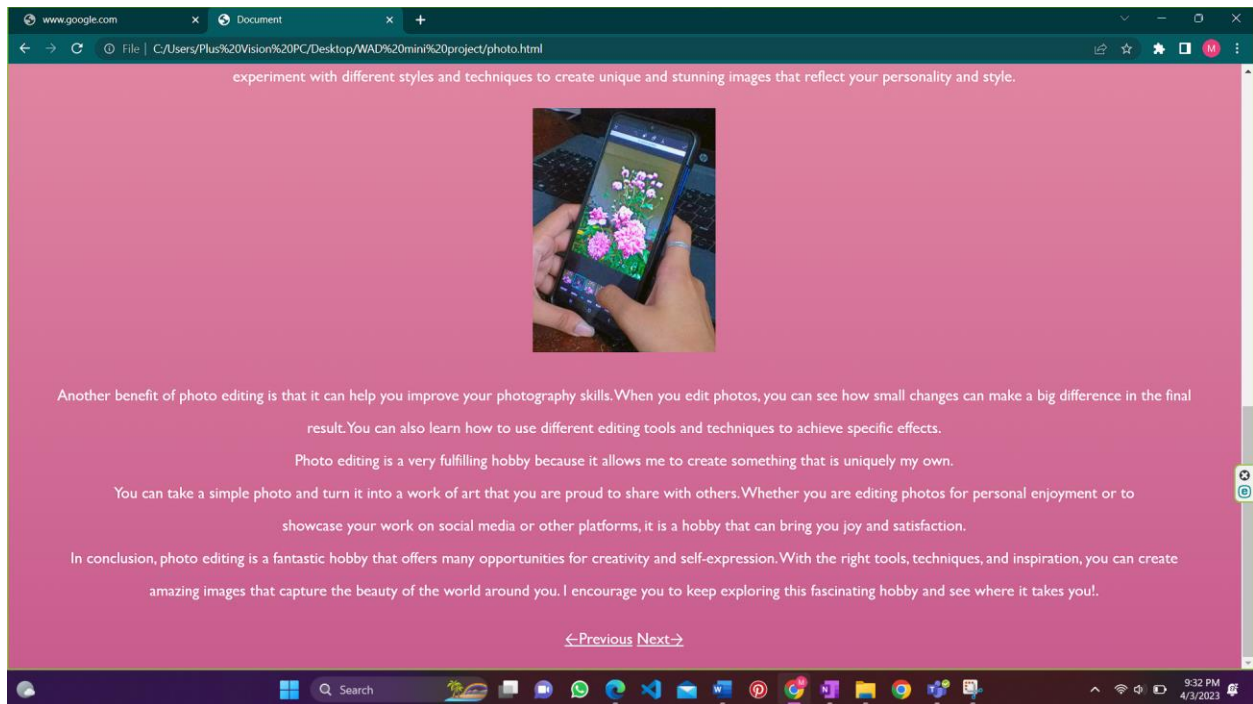 www.google.com
Document
File | C:/Users/Plus%20Vision%20PC/Desktop/WAD%20mini%20project/photo.html
M
experiment with different styles and techniques to create unique and stunning images that reflect your personality and style.
Another benefit of photo editing is that it can help you improve your photography skills. When you edit photos, you can see how small changes can make a big difference in the final
result. You can also learn how to use different editing tools and techniques to achieve specific effects.
Photo editing is a very fulfilling hobby because it allows me to create something that is uniquely my own.
You can take a simple photo and turn it into a work of art that you are proud to share with others. Whether you are editing photos for personal enjoyment or to
showcase your work on social media or other platforms, it is a hobby that can bring you joy and satisfaction.
In conclusion, photo editing is a fantastic hobby that offers many opportunities for creativity and self-expression. With the right tools, techniques, and inspiration, you can create
amazing images that capture the beauty of the world around you. I encourage you to keep exploring this fascinating hobby and see where it takes you!.
←Previous Next→
Search
9:32 PM
4/3/2023